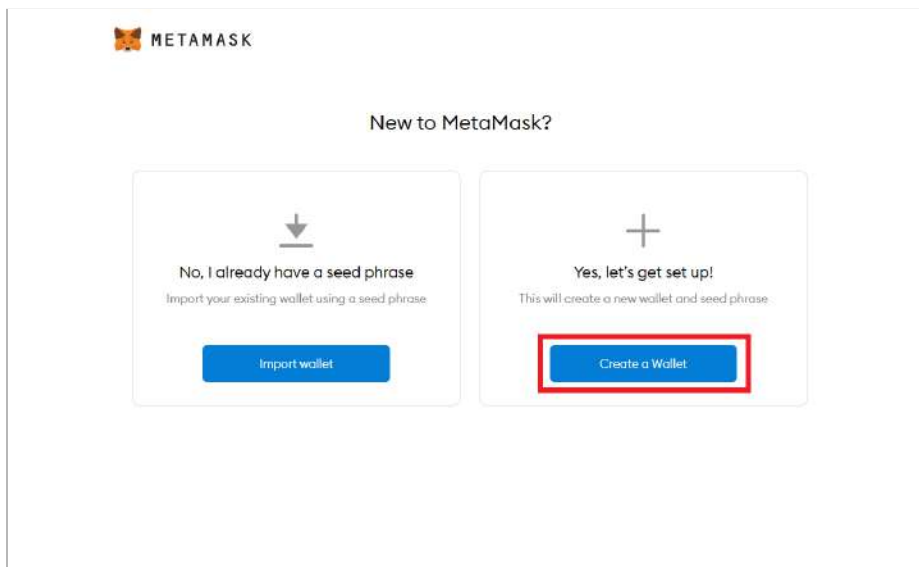 METAMASK
New to MetaMask?
No, I already have a seed phrase
Import your existing wallet using a seed phrase
Import wallet
Yes, let's get set up!
This will create a new wallet and seed phrase
Create a Wallet